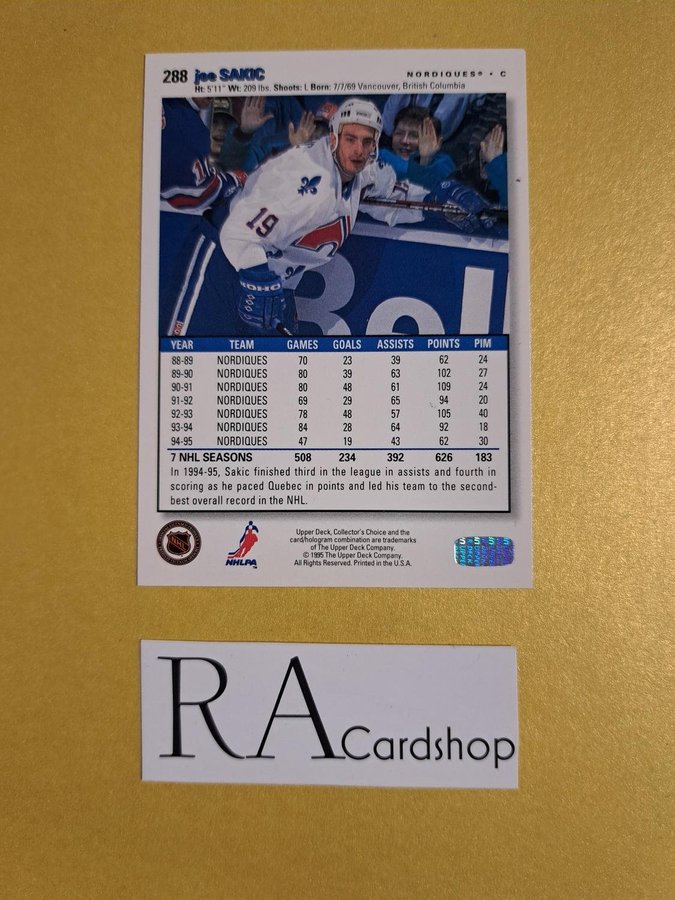 288 joe SAKIC NORDIQUES® • C
Ht: 5'11" Wt: 209 lbs. Shoots: L Born: 7/7/69 Vancouver, British Columbia
19
KOHO
Bel
YEAR TEAM GAMES GOALS ASSISTS POINTS PIM
88-89 NORDIQUES 70 23 39 62 24
89-90 NORDIQUES 80 39 63 102 27
90-91 NORDIQUES 80 48 61 109 24
91-92 NORDIQUES 69 29 65 94 20
92-93 NORDIQUES 78 48 57 105 40
93-94 NORDIQUES 84 28 64 92 18
94-95 NORDIQUES 47 19 43 62 30
7 NHL SEASONS 508 234 392 626 183
In 1994-95, Sakic finished third in the league in assists and fourth in
scoring as he paced Quebec in points and led his team to the second-
best overall record in the NHL.
Upper Deck, Collector's Choice and the
card/hologram combination are trademarks
of The Upper Deck Company.
© 1995 The Upper Deck Company.
All Rights Reserved. Printed in the U.S.A.
NHL
NHLPA
RA Cardshop